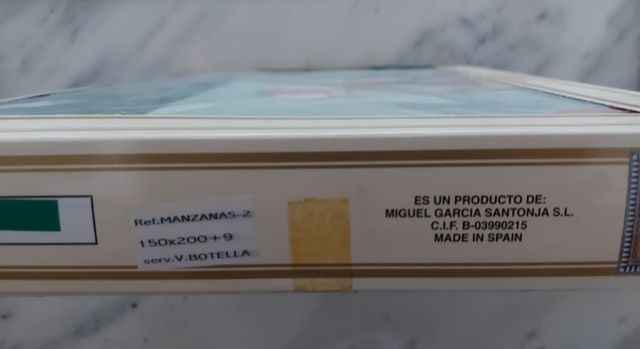 Ref.MANZANAS-2
150x200+9
serv.V.BOTELLA
ES UN PRODUCTO DE:
MIGUEL GARCIA SANTONJA S.L.
C.I.F. B-03990215
MADE IN SPAIN